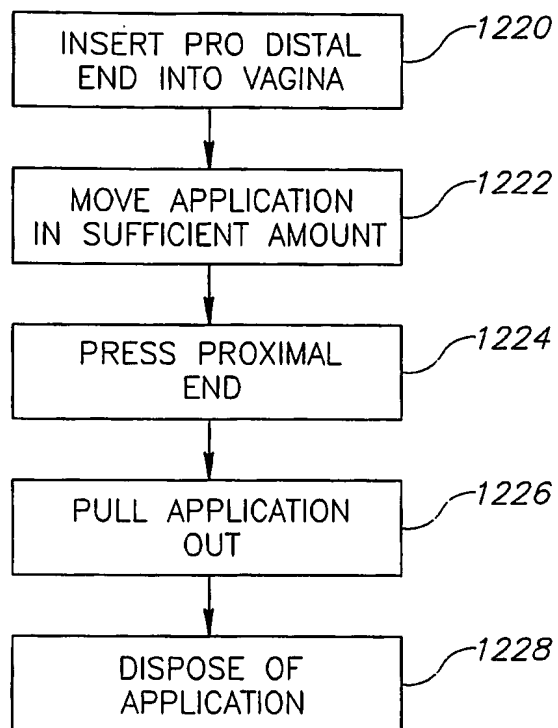 INSERT PRO DISTAL
END INTO VAGINA
1220
MOVE APPLICATION
IN SUFFICIENT AMOUNT
1222
PRESS PROXIMAL
END
1224
PULL APPLICATION
OUT
1226
DISPOSE OF
APPLICATION
1228